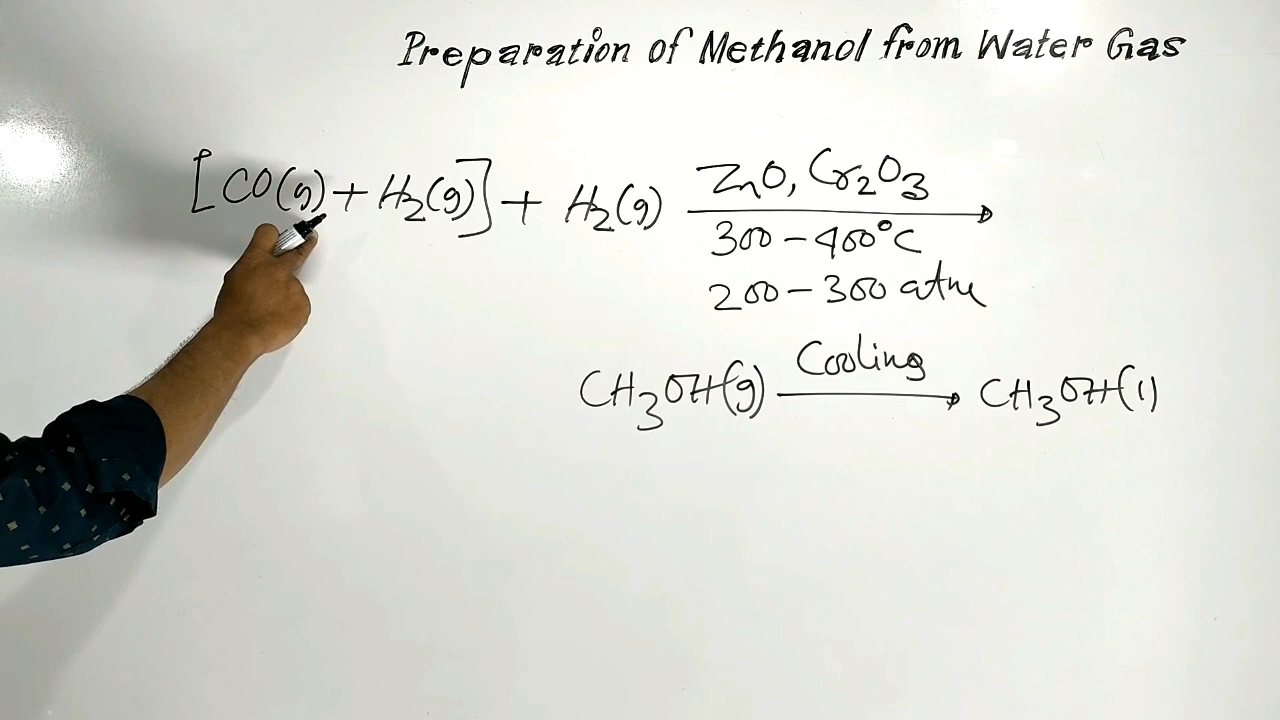 Preparation of Methanol from Water Gas
[CO(g) + H₂(g)] + H₂(g) ZnO, Cr₂O₃ →
300 – 400°C
200 – 300 atm
CH₃OH(g) Cooling → CH₃OH(l)